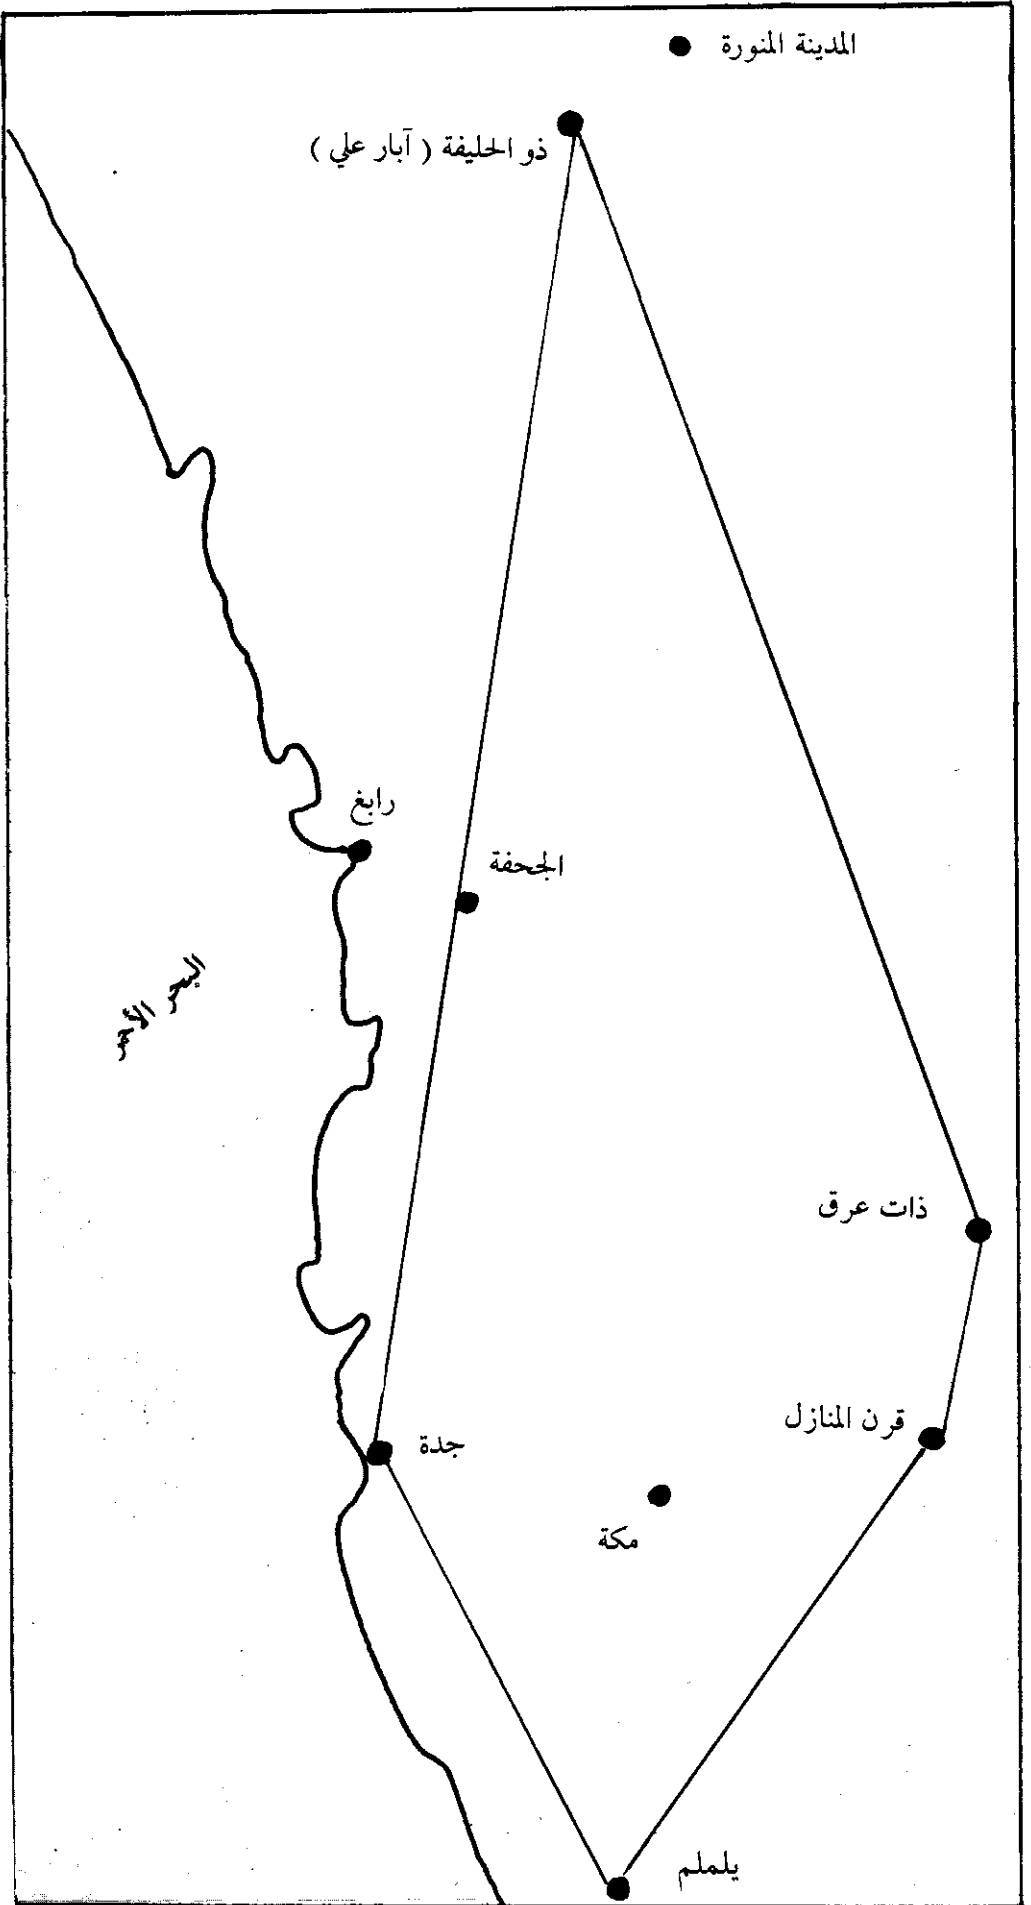 المدينة المنورة
ذو الحليفة ( آبار علي )
رابغ
الجحفة
البحر الأحمر
ذات عرق
قرن المنازل
جدة
مكة
يلملم